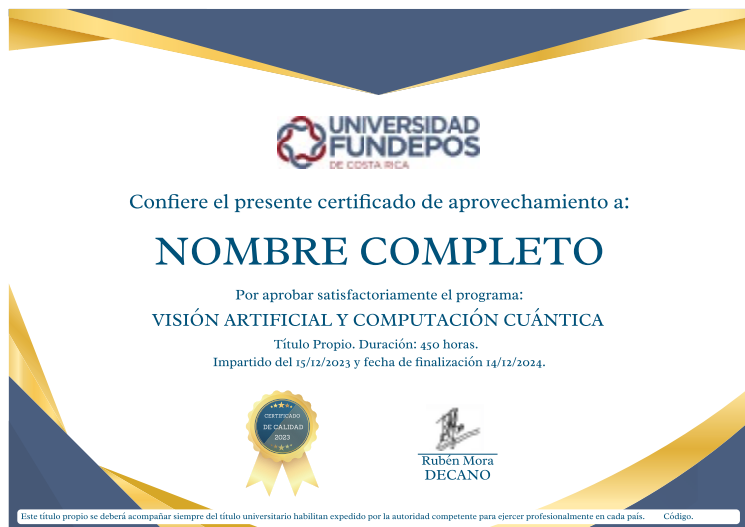 UNIVERSIDAD
FUNDEPOS
DE COSTA RICA
Confiere el presente certificado de aprovechamiento a:
NOMBRE COMPLETO
Por aprobar satisfactoriamente el programa:
VISIÓN ARTIFICIAL Y COMPUTACIÓN CUÁNTICA
Título Propio. Duración: 450 horas.
Impartido del 15/12/2023 y fecha de finalización 14/12/2024.
CERTIFICADO
DE CALIDAD
2023
Rubén Mora
DECANO
Este título propio se deberá acompañar siempre del título universitario habilitan expedido por la autoridad competente para ejercer profesionalmente en cada país. Código.